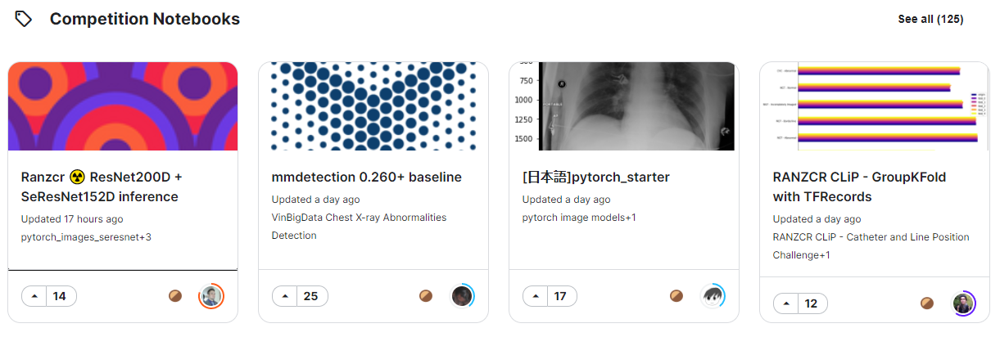 Competition Notebooks
See all (125)
500
750
1000
1250
1500
R
PORTABLE
Ranzcr ☢️ ResNet200D +
SeResNet152D inference
Updated 17 hours ago
pytorch_images_seresnet+3
14
mmdetection 0.260+ baseline
Updated a day ago
VinBigData Chest X-ray Abnormalities
Detection
25
[日本語]pytorch_starter
Updated a day ago
pytorch image models+1
17
RANZCR CLiP - GroupKFold
with TFRecords
Updated a day ago
RANZCR CLiP - Catheter and Line Position
Challenge+1
12